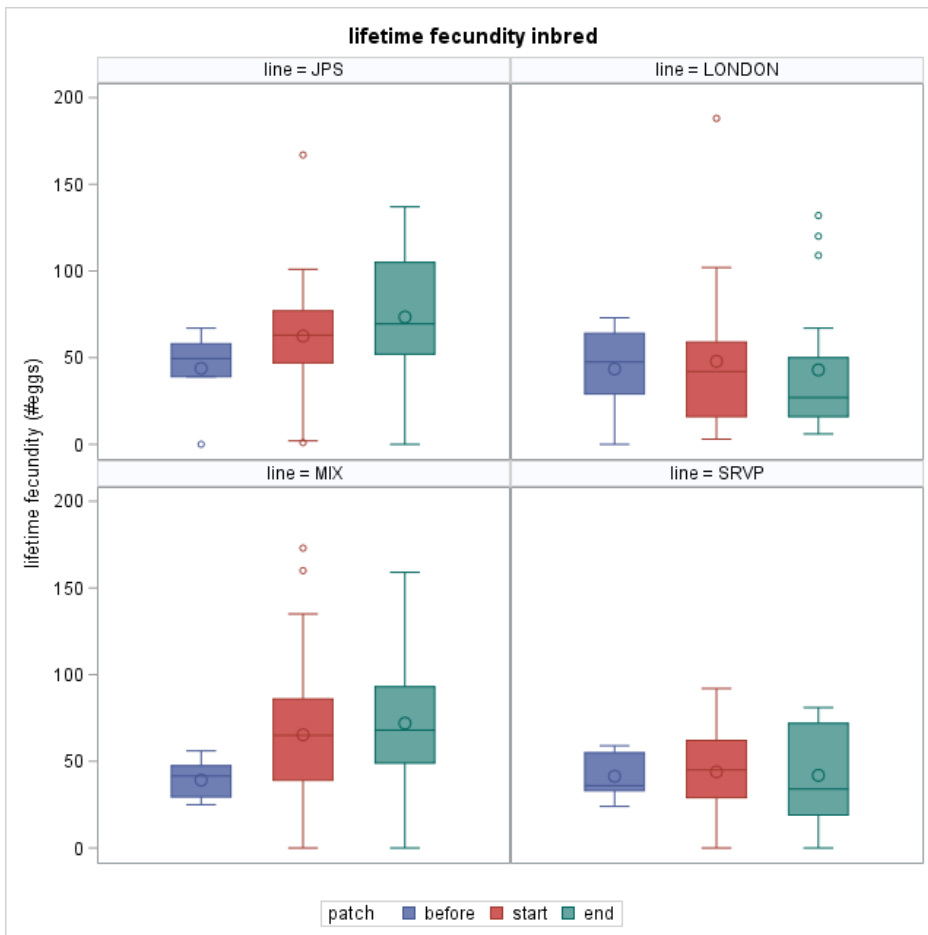 lifetime fecundity inbred
line = JPS
line = LONDON
200
150
100
50
0
line = MIX
line = SRVP
200
150
100
50
0
lifetime fecundity (#eggs)
patch before start end